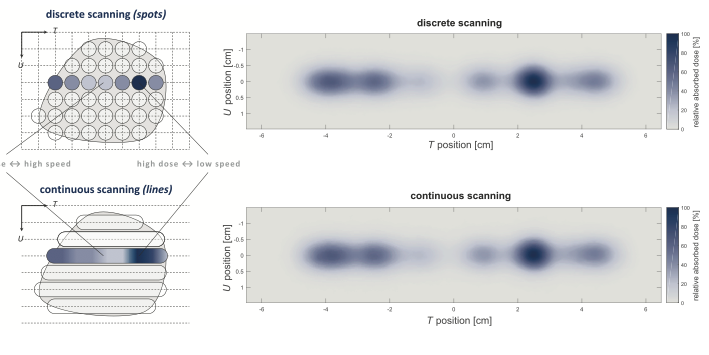 discrete scanning (spots)
T
U
e ↔ high speed
high dose ↔ low speed
continuous scanning (lines)
T
U
discrete scanning
U position [cm]
-1
-0.5
0
0.5
1
-6
-4
-2
0
2
4
6
T position [cm]
100
80
60
40
20
0
relative absorbed dose [%]
continuous scanning
U position [cm]
-1
-0.5
0
0.5
1
-6
-4
-2
0
2
4
6
T position [cm]
100
80
60
40
20
0
relative absorbed dose [%]